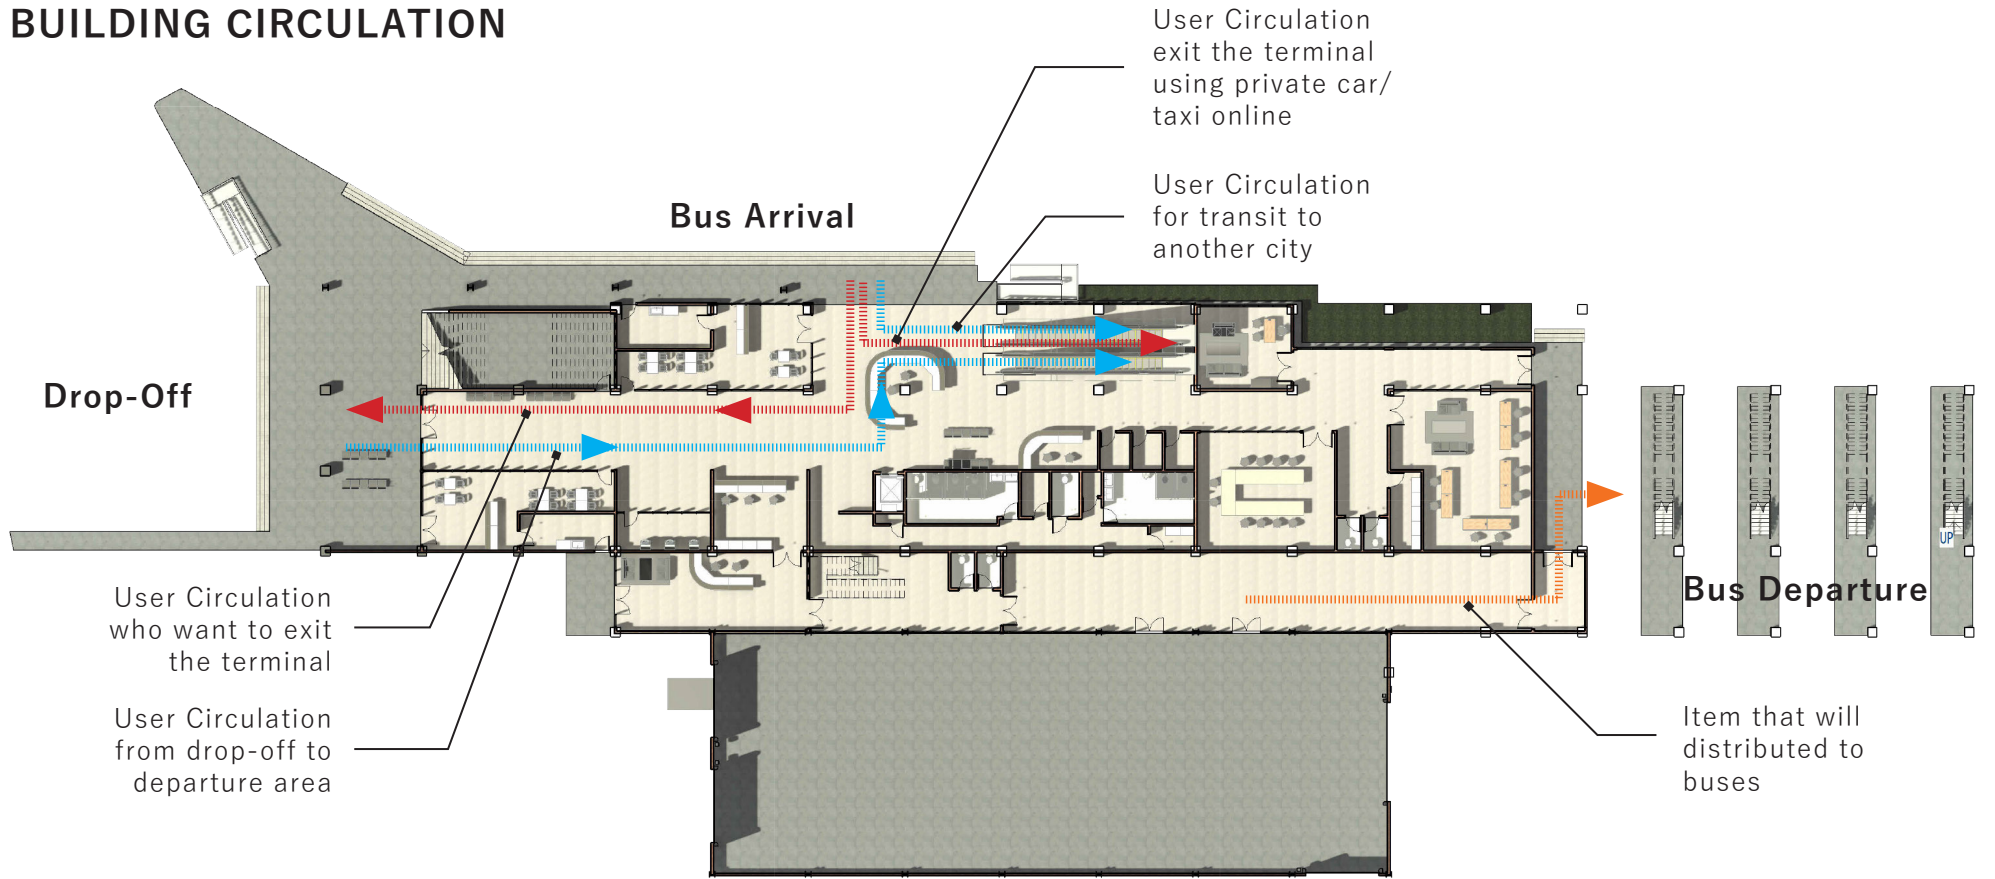 BUILDING CIRCULATION
User Circulation
exit the terminal
using private car/
taxi online
User Circulation
for transit to
another city
Bus Arrival
Drop-Off
UP
Bus Departure
User Circulation
who want to exit
the terminal
User Circulation
from drop-off to
departure area
Item that will
distributed to
buses